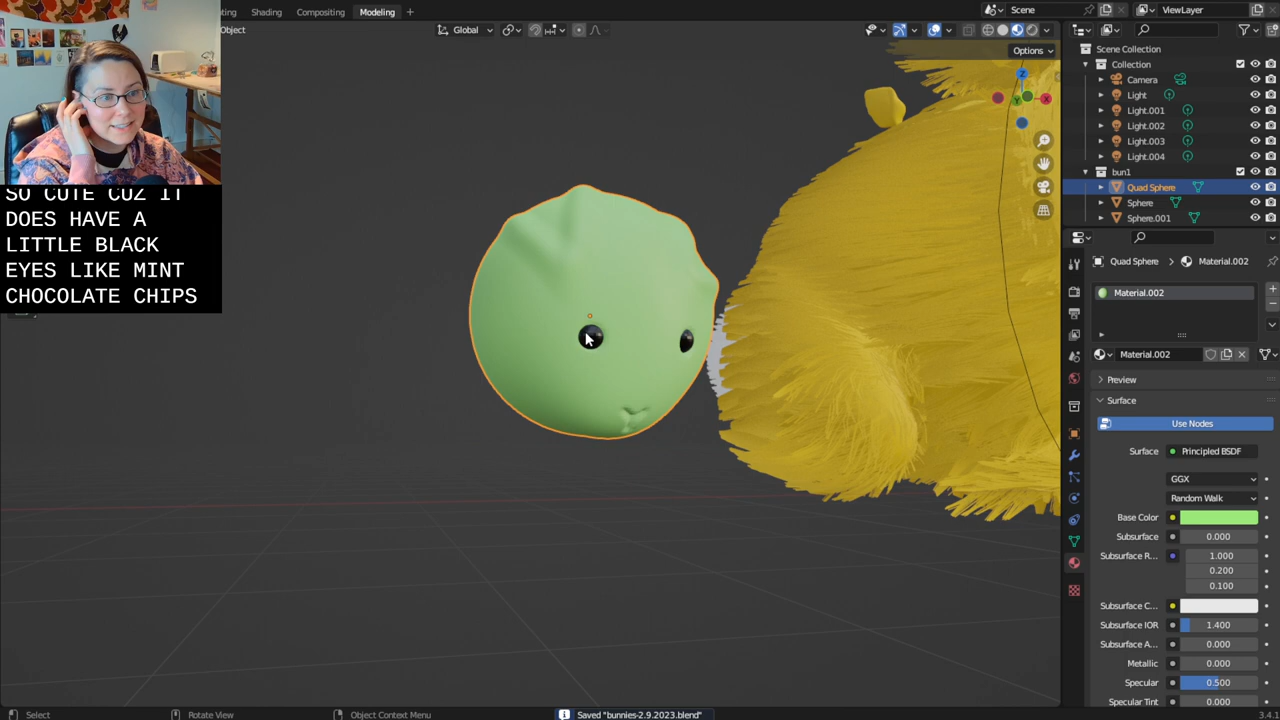 ting Shading Compositing Modeling +
Scene
ViewLayer
Object
Global
Options
Z
Y
X
SO CUTE CUZ IT
DOES HAVE A
LITTLE BLACK
EYES LIKE MINT
CHOCOLATE CHIPS
Scene Collection
Collection
Camera
Light
Light.001
Light.002
Light.003
Light.004
bun1
Quad Sphere
Sphere
Sphere.001
Quad Sphere > Material.002
Material.002
Material.002
Preview
Surface
Use Nodes
Surface Principled BSDF
GGX
Random Walk
Base Color
Subsurface 0.000
Subsurface R... 1.000
0.200
0.100
Subsurface C...
Subsurface IOR 1.400
Subsurface A... 0.000
Metallic 0.000
Specular 0.500
Specular Tint 0.000
Select
Rotate View
Object Context Menu
Saved "bunnies-2.9.2023.blend"
3.4.1